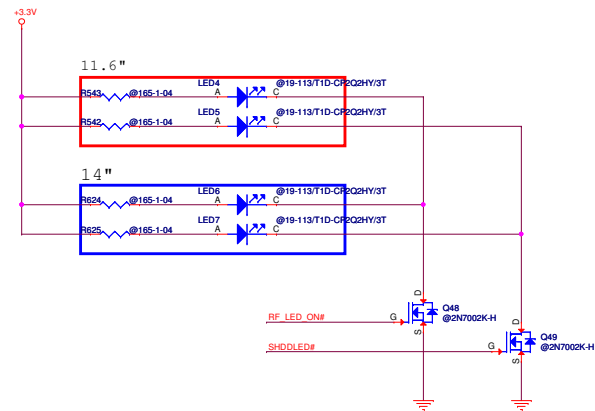 +3.3V
11.6"
LED4 @19-113/T1D-CP2Q2HY/3T
R543 @165-1-04 A C
LED5 @19-113/T1D-CP2Q2HY/3T
R542 @165-1-04 A C
14"
LED6 @19-113/T1D-CP2Q2HY/3T
R624 @165-1-04 A C
LED7 @19-113/T1D-CP2Q2HY/3T
R625 @165-1-04 A C
D
Q48
RF_LED_ON# G @2N7002K-H
S
D
Q49
SHDDLED# G @2N7002K-H
S